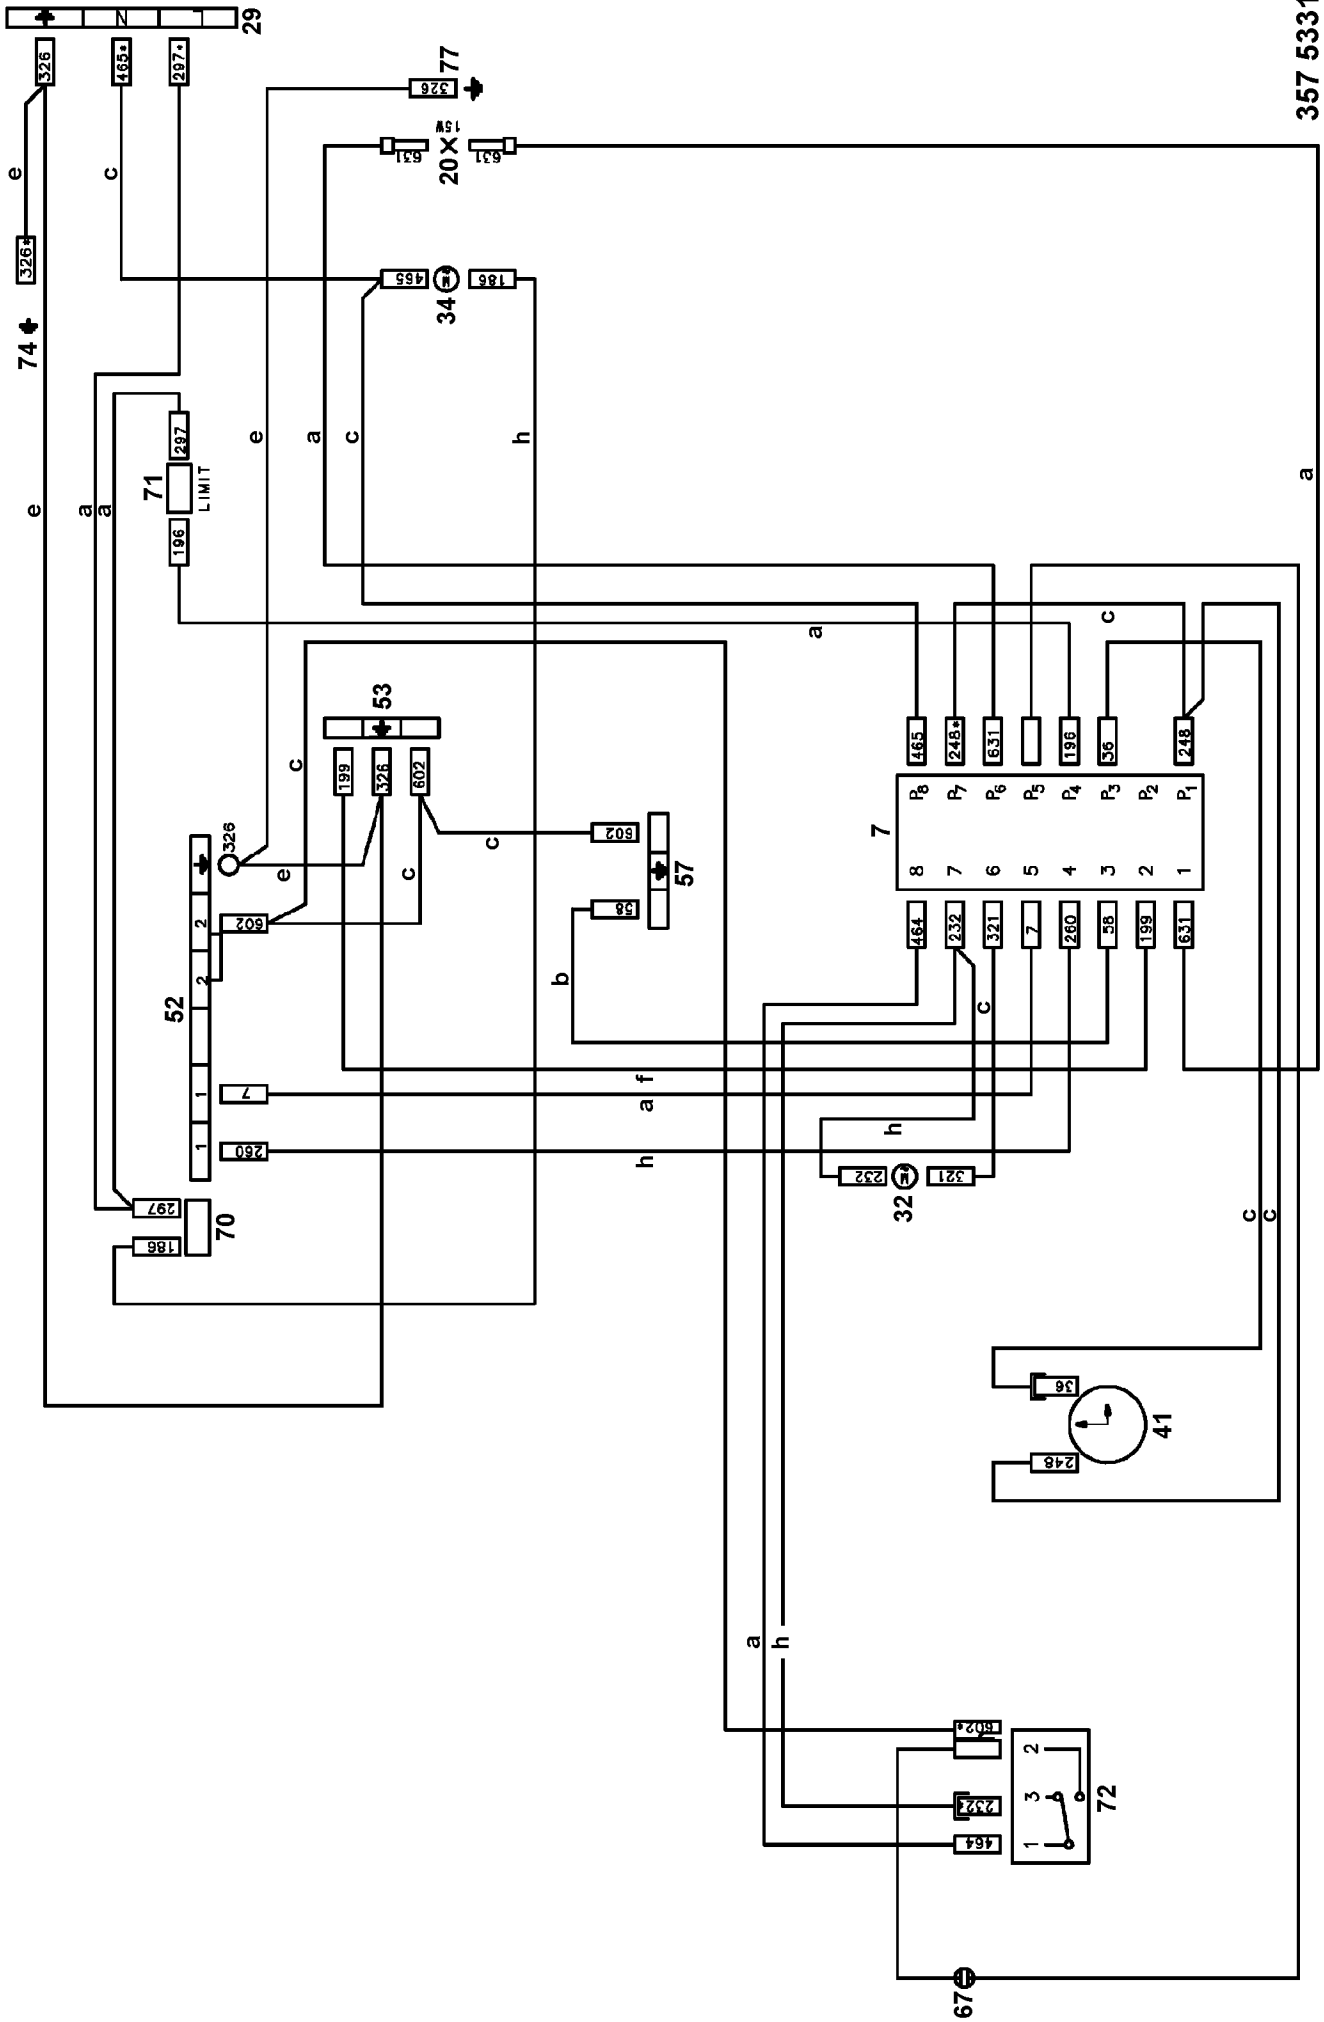 N
L
29
326
465*
297*
77
326
357 5331
15W
20
631
631
e
c
326*
74
465
34
186
71
297
LIMIT
196
e
a
c
h
e
a
a
a
c
a
53
199
326
602
c
52
326
2
602
2
e
c
c
602
57
58
b
465
248*
631
196
36
248
7
P8
P7
P6
P5
P4
P3
P2
P1
8
7
6
5
4
3
2
1
464
232
321
7
260
58
199
631
c
1
7
1
260
f
a
h
h
297
186
70
232
32
321
c
c
36
248
41
a
h
602*
232*
464
2
3
1
72
67